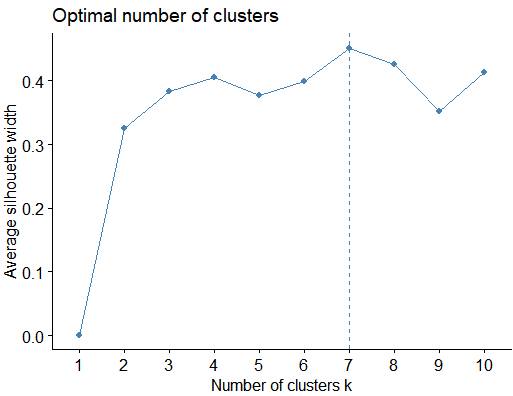 Optimal number of clusters
Average silhouette width
0.4
0.3
0.2
0.1
0.0
1 2 3 4 5 6 7 8 9 10
Number of clusters k